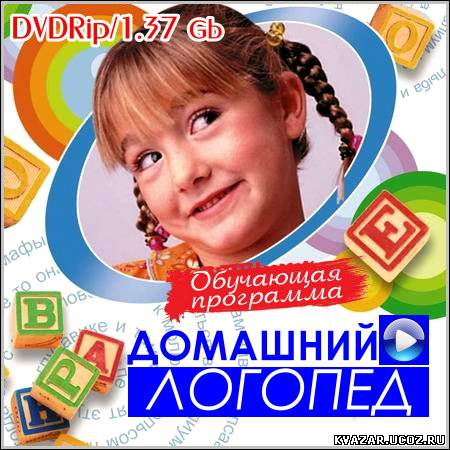 DVDRip/1.37 Gb
Обучающая
программа
ДОМАШНИЙ
ЛОГОПЕД
О
Е
В
А
Р
Н
KVAZAR.UCOZ.RU